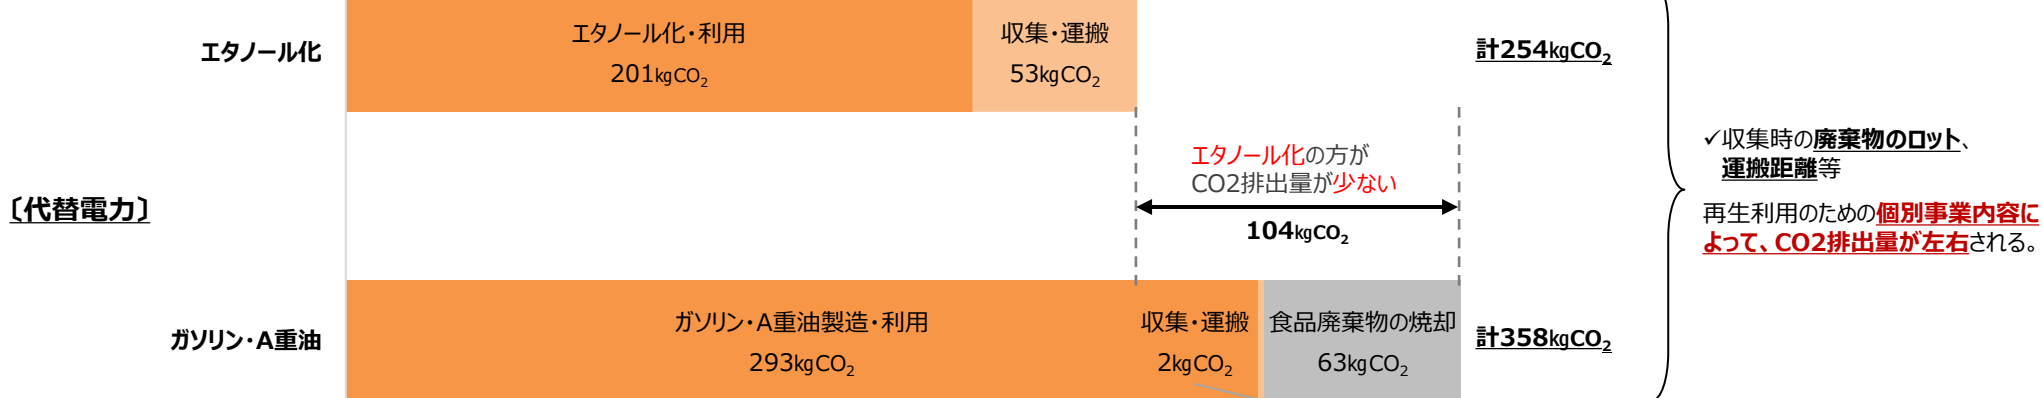 エタノール化
エタノール化・利用
201kgCO2
収集・運搬
53kgCO2
計254kgCO2
エタノール化の方が
CO2排出量が少ない
104kgCO2
〔代替電力〕
✓収集時の廃棄物のロット、
運搬距離等
再生利用のための個別事業内容に
よって、CO2排出量が左右される。
ガソリン・A重油
ガソリン・A重油製造・利用
293kgCO2
収集・運搬
2kgCO2
食品廃棄物の焼却
63kgCO2
計358kgCO2